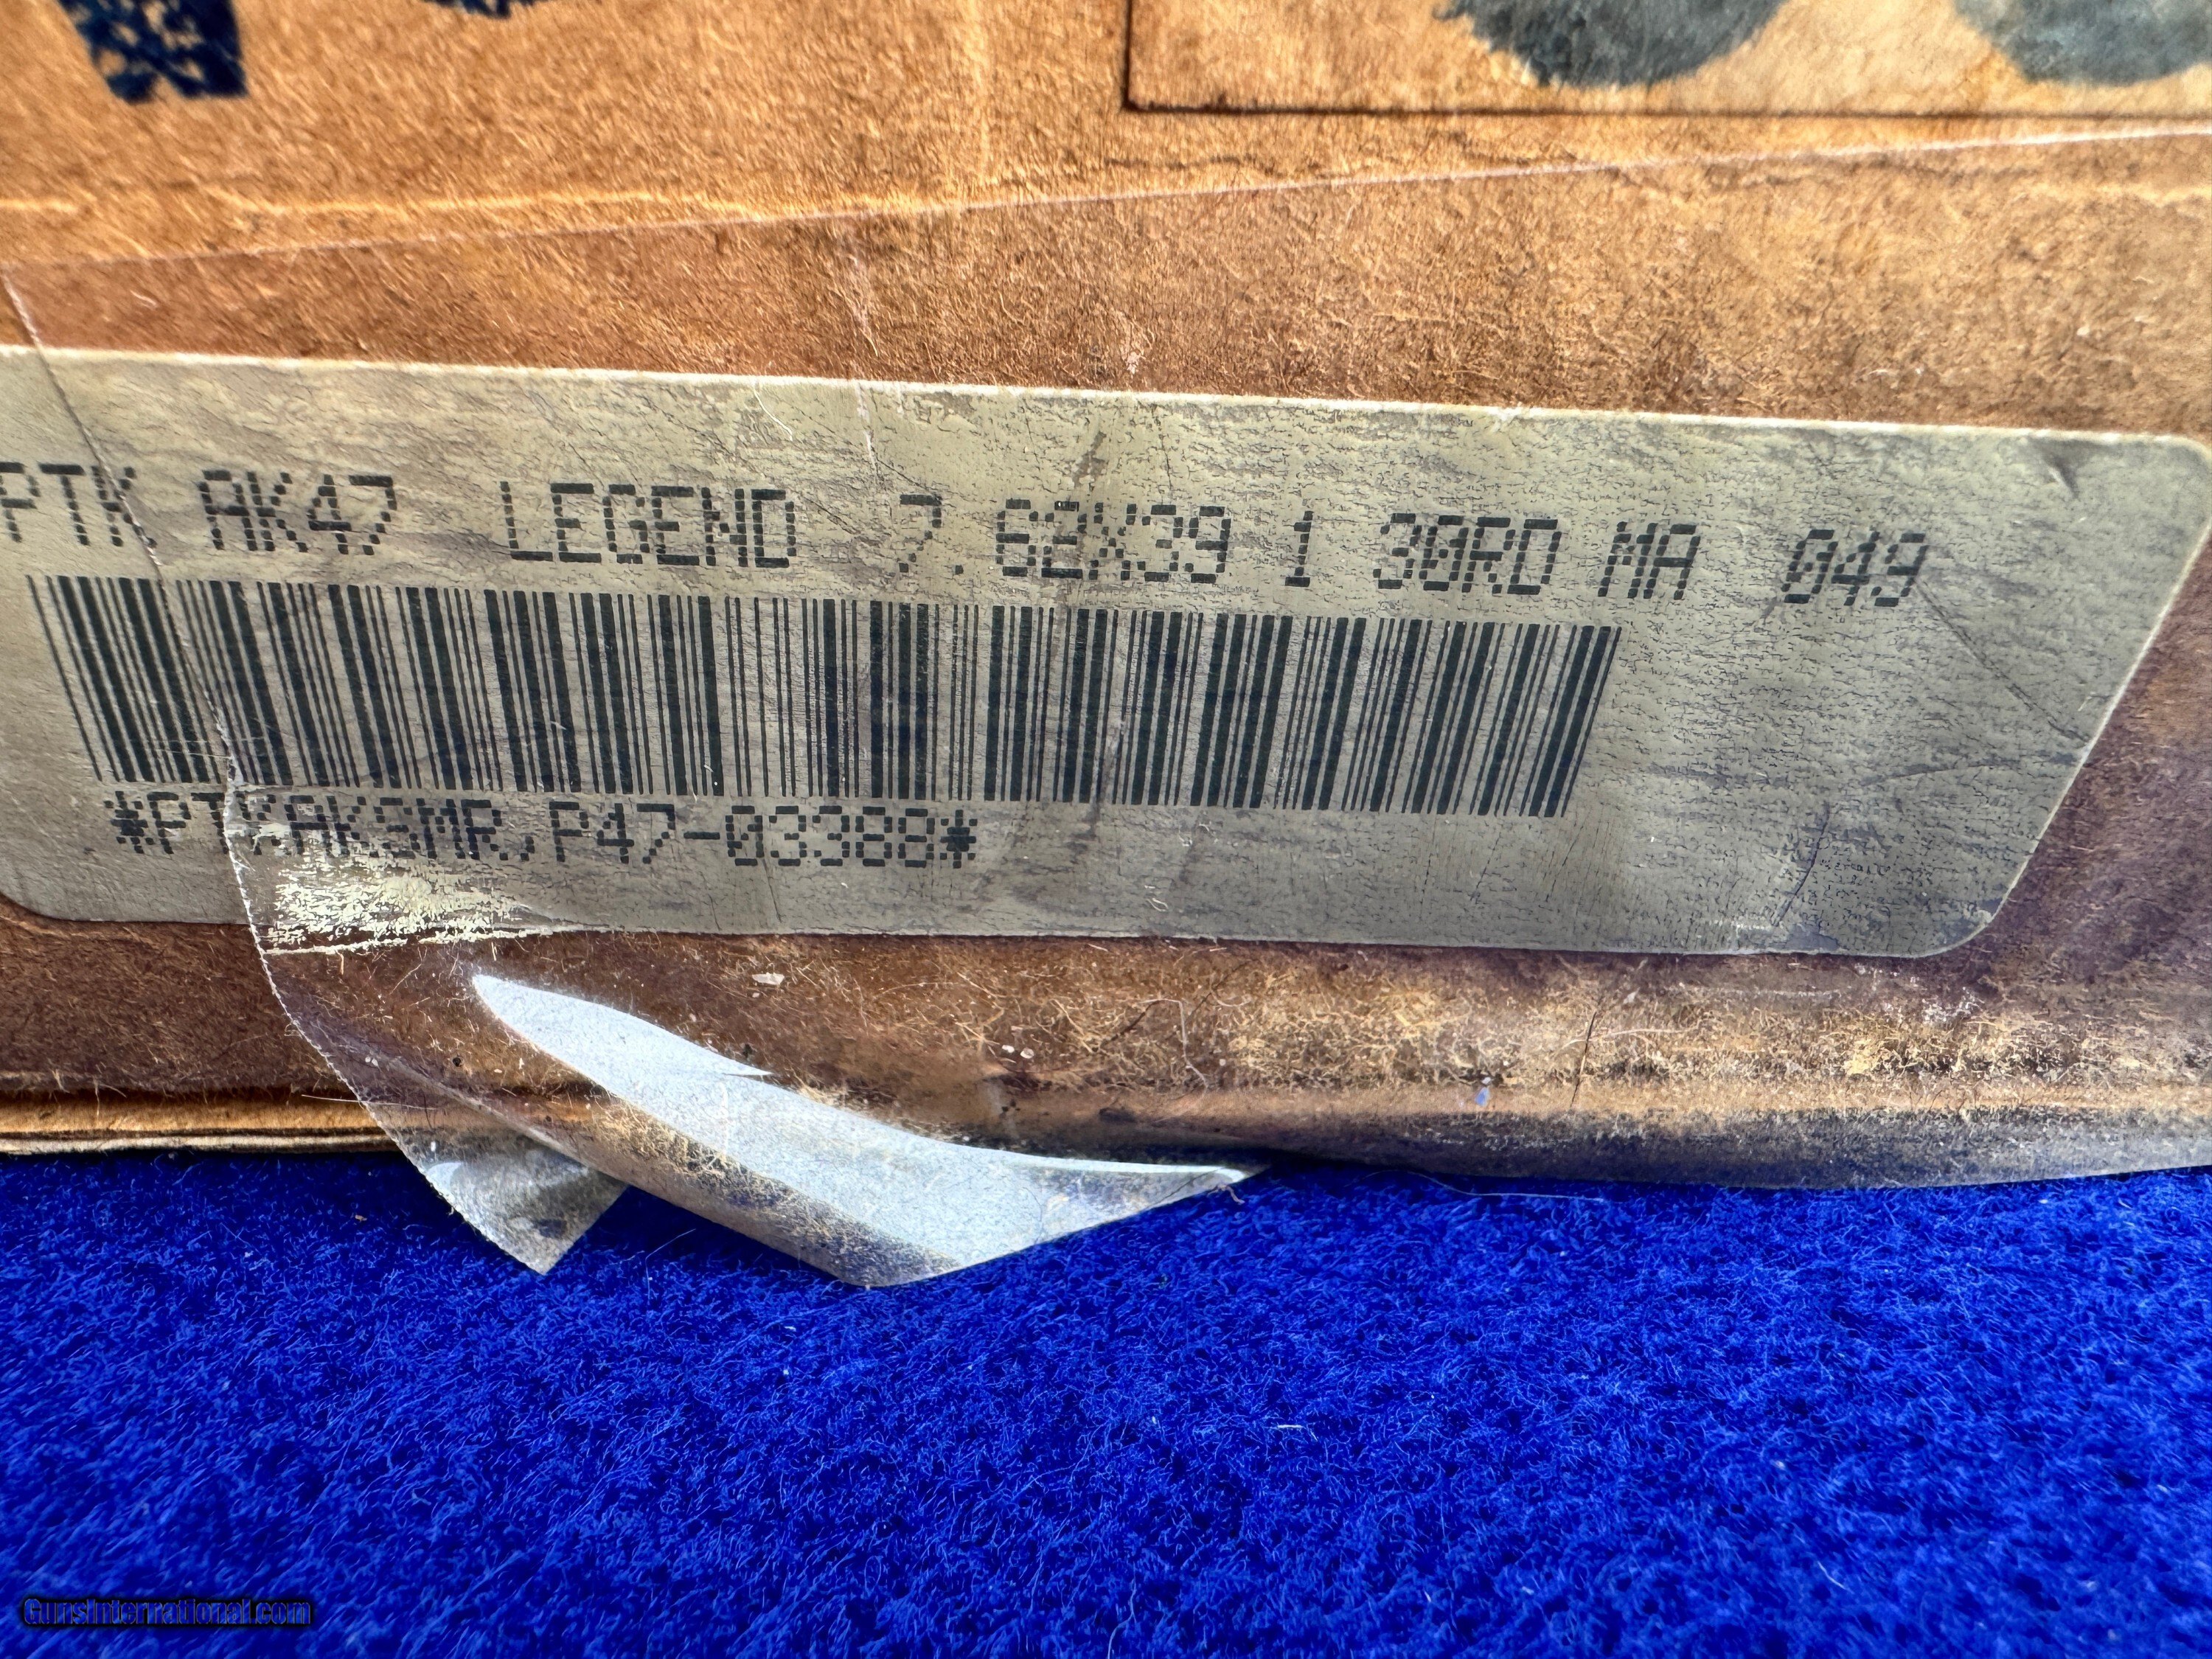 PTK AK47 LEGEND 7.62X39 1 30RD MA 049
*PTKAKSMR,P47-03388*
GunsInternational.com